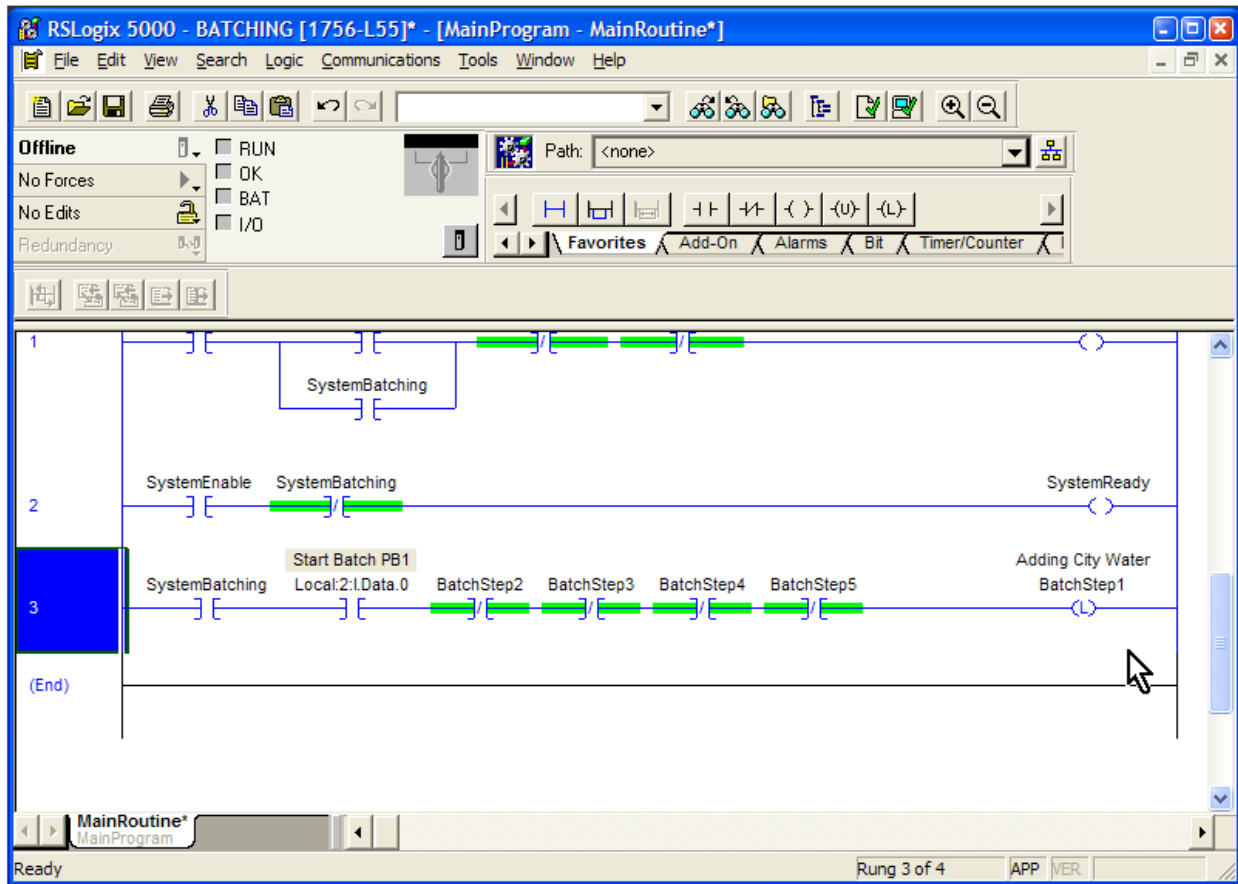 RSLogix 5000 - BATCHING [1756-L55]* - [MainProgram - MainRoutine*]
File Edit View Search Logic Communications Tools Window Help
Offline
RUN
No Forces
OK
No Edits
BAT
Redundancy
I/O
Path: <none>
Favorites Add-On Alarms Bit Timer/Counter
1
SystemBatching
SystemEnable SystemBatching SystemReady
2
Start Batch PB1 Adding City Water
SystemBatching Local:2:I.Data.0 BatchStep2 BatchStep3 BatchStep4 BatchStep5 BatchStep1
3
L
(End)
MainRoutine*
MainProgram
Ready Rung 3 of 4 APP VER